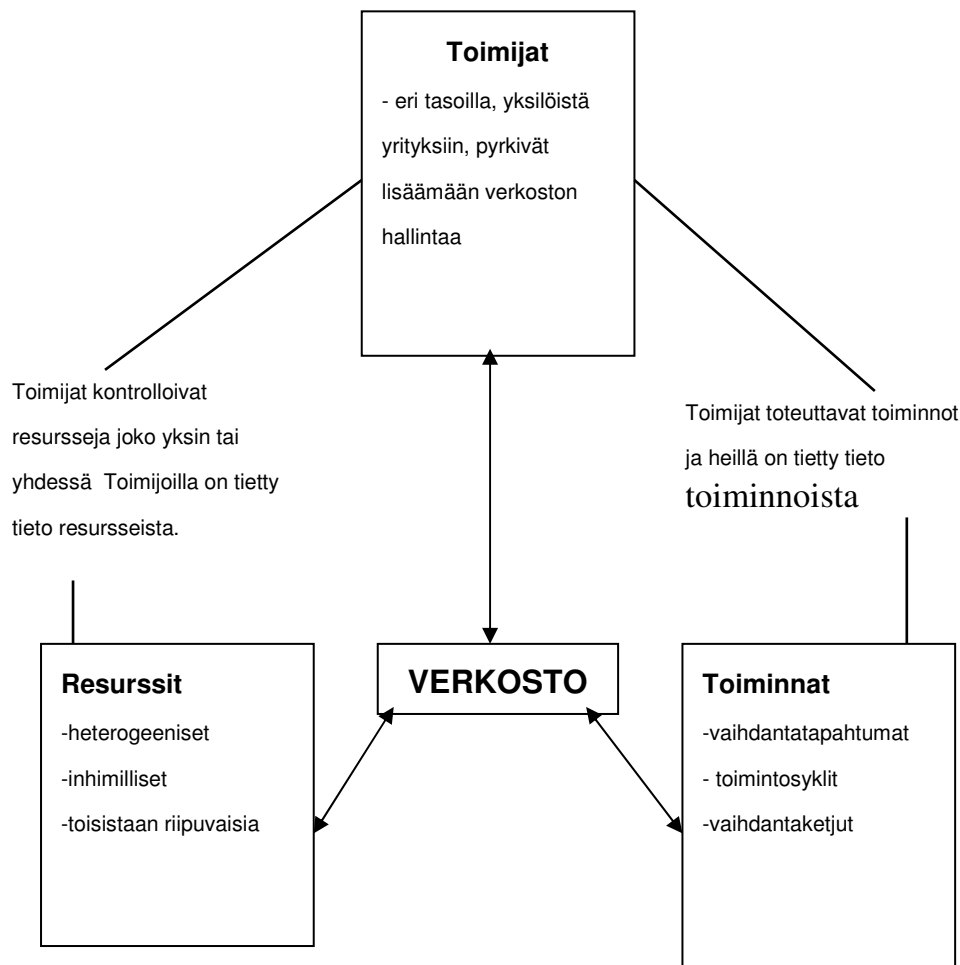 Toimijat
- eri tasoilla, yksilöistä
yrityksiin, pyrkivät
lisäämään verkoston
hallintaa
Toimijat kontrolloivat
resursseja joko yksin tai
yhdessä  Toimijoilla on tietty
tieto resursseista.
Toimijat toteuttavat toiminnot
ja heillä on tietty tieto
toiminnoista
Resurssit
-heterogeeniset
-inhimilliset
-toisistaan riipuvaisia
VERKOSTO
Toiminnat
-vaihdantatapahtumat
- toimintosyklit
-vaihdantaketjut